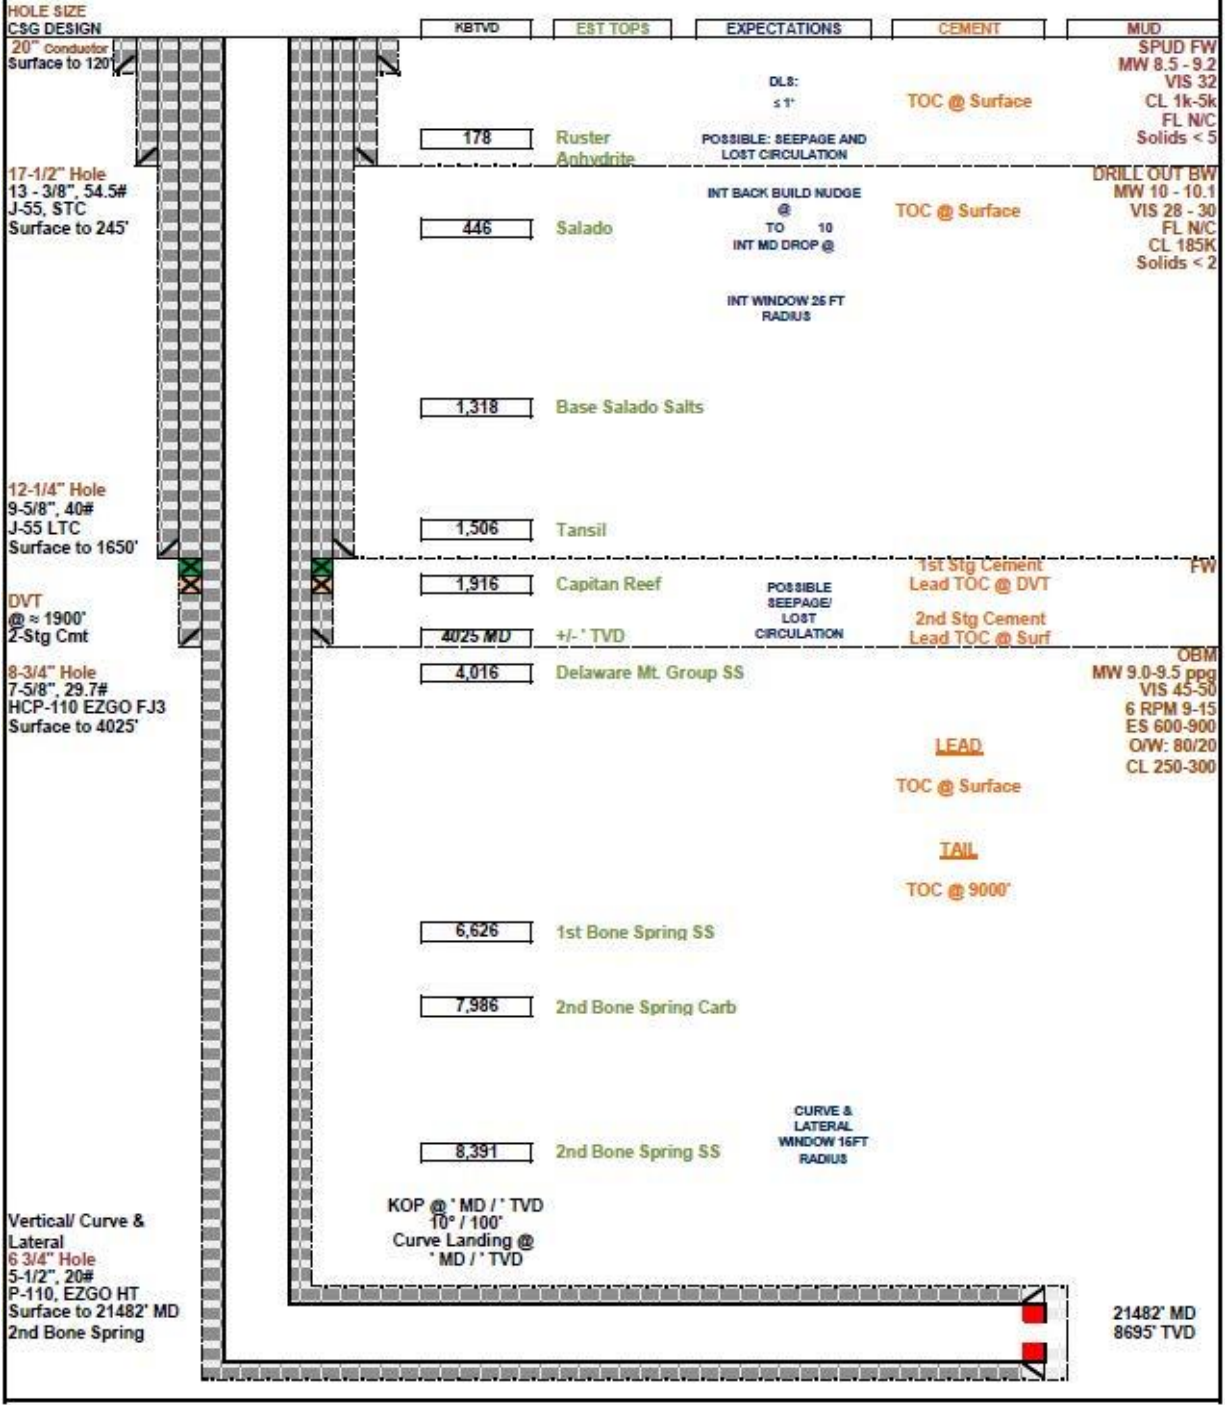 HOLE SIZE
CSG DESIGN
KBTVD
EST TOPS
EXPECTATIONS
CEMENT
MUD
20" Conductor
Surface to 120'
DLS:
≤ 1°
TOC @ Surface
SPUD FW
MW 8.5 - 9.2
VIS 32
CL 1k-5k
FL N/C
Solids < 5
178
Ruster
Anhydrite
POSSIBLE: SEEPAGE AND
LOST CIRCULATION
17-1/2" Hole
13 - 3/8", 54.5#
J-55, STC
Surface to 245'
446
Salado
INT BACK BUILD NUDGE
@
TO 10
INT MD DROP @
INT WINDOW 25 FT
RADIUS
TOC @ Surface
DRILL OUT BW
MW 10 - 10.1
VIS 28 - 30
FL N/C
CL 185K
Solids < 2
1,318
Base Salado Salts
12-1/4" Hole
9-5/8", 40#
J-55 LTC
Surface to 1650'
1,506
Tansil
DVT
@ ≈ 1900'
2-Stg Cmt
1,916
Capitan Reef
4025 MD
+/- ' TVD
POSSIBLE
SEEPAGE/
LOST
CIRCULATION
1st Stg Cement
Lead TOC @ DVT
2nd Stg Cement
Lead TOC @ Surf
FW
8-3/4" Hole
7-5/8", 29.7#
HCP-110 EZGO FJ3
Surface to 4025'
4,016
Delaware Mt. Group SS
LEAD
TOC @ Surface
TAIL
TOC @ 9000'
OBM
MW 9.0-9.5 ppg
VIS 45-50
6 RPM 9-15
ES 600-900
O/W: 80/20
CL 250-300
6,626
1st Bone Spring SS
7,986
2nd Bone Spring Carb
8,391
2nd Bone Spring SS
CURVE &
LATERAL
WINDOW 15FT
RADIUS
KOP @ ' MD / ' TVD
10° / 100'
Curve Landing @
' MD / ' TVD
Vertical/ Curve &
Lateral
6 3/4" Hole
5-1/2", 20#
P-110, EZGO HT
Surface to 21482' MD
2nd Bone Spring
21482' MD
8695' TVD